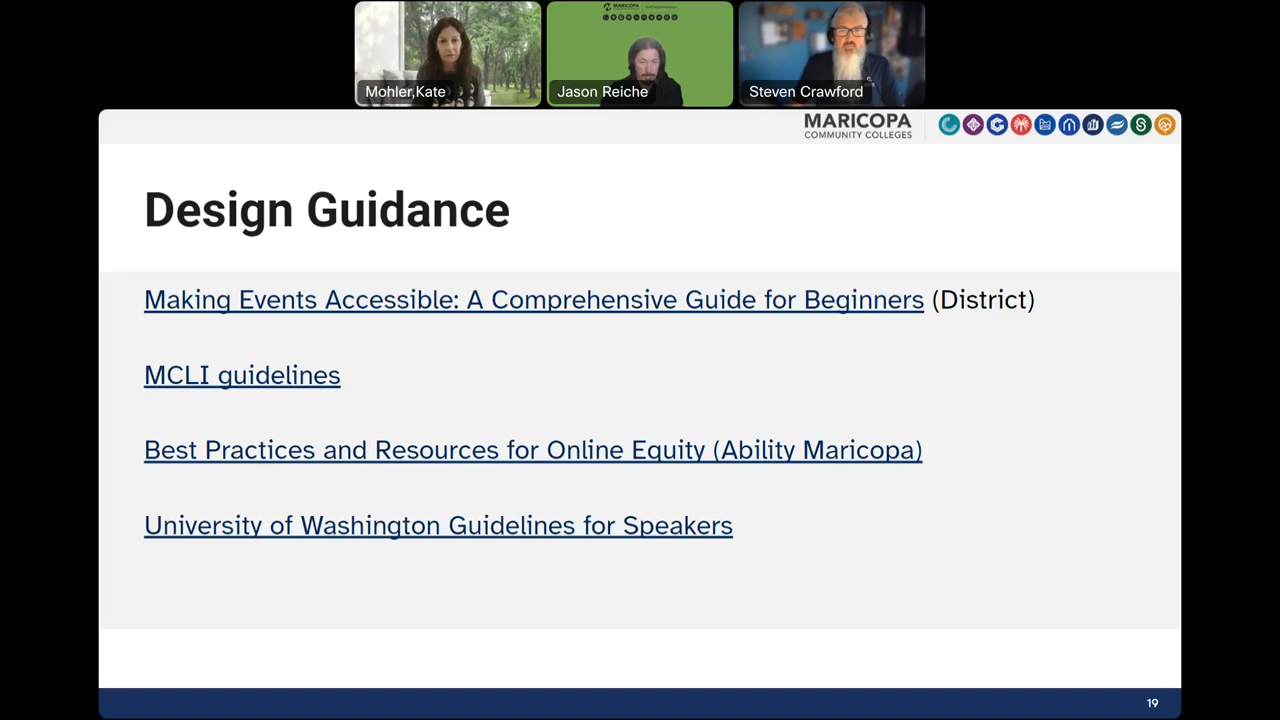 Mohler,Kate
MARICOPA
Jason Reiche
Steven Crawford
MARICOPA
COMMUNITY COLLEGES
Design Guidance
Making Events Accessible: A Comprehensive Guide for Beginners (District)
MCLI guidelines
Best Practices and Resources for Online Equity (Ability Maricopa)
University of Washington Guidelines for Speakers
19